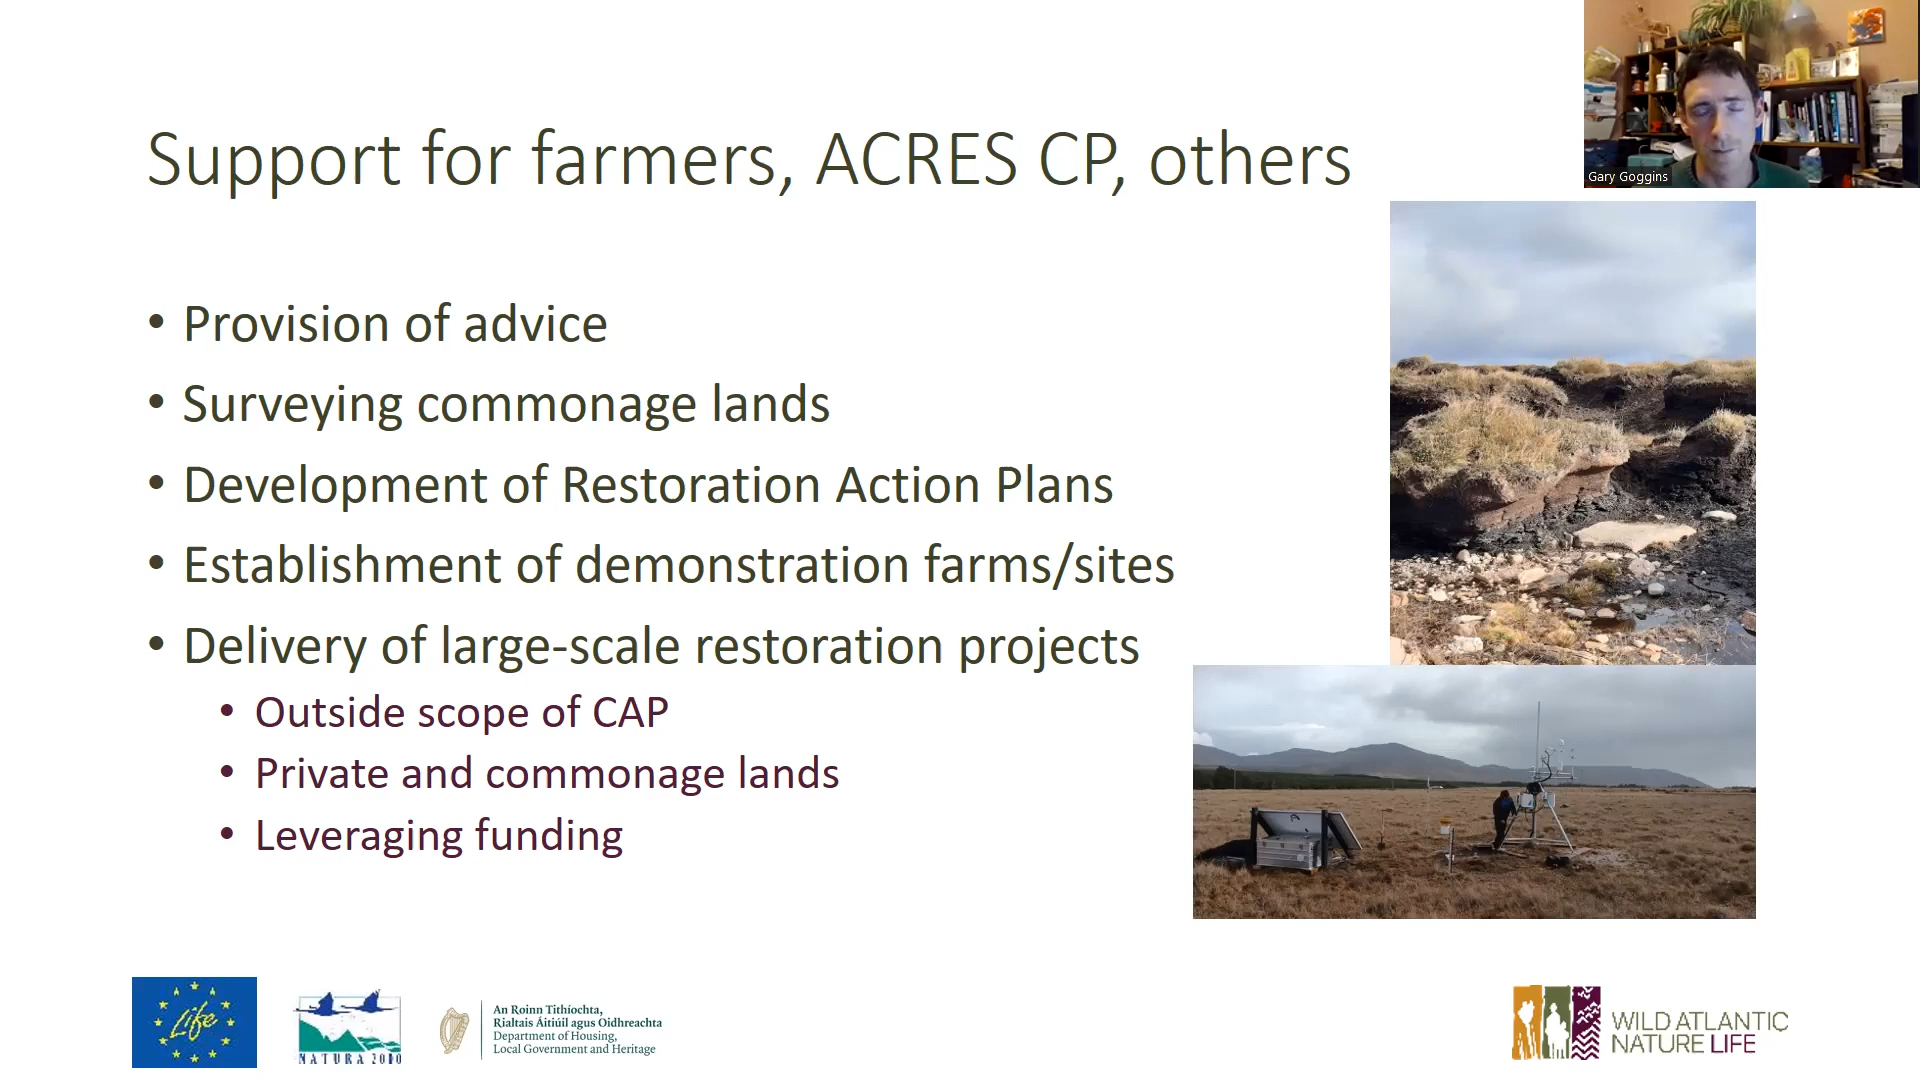 Gary Goggins
Support for farmers, ACRES CP, others
• Provision of advice
• Surveying commonage lands
• Development of Restoration Action Plans
• Establishment of demonstration farms/sites
• Delivery of large-scale restoration projects
• Outside scope of CAP
• Private and commonage lands
• Leveraging funding
Life
NATURA 2000
An Roinn Tithíochta,
Rialtais Áitiúil agus Oidhreachta
Department of Housing,
Local Government and Heritage
WILD ATLANTIC
NATURE LIFE